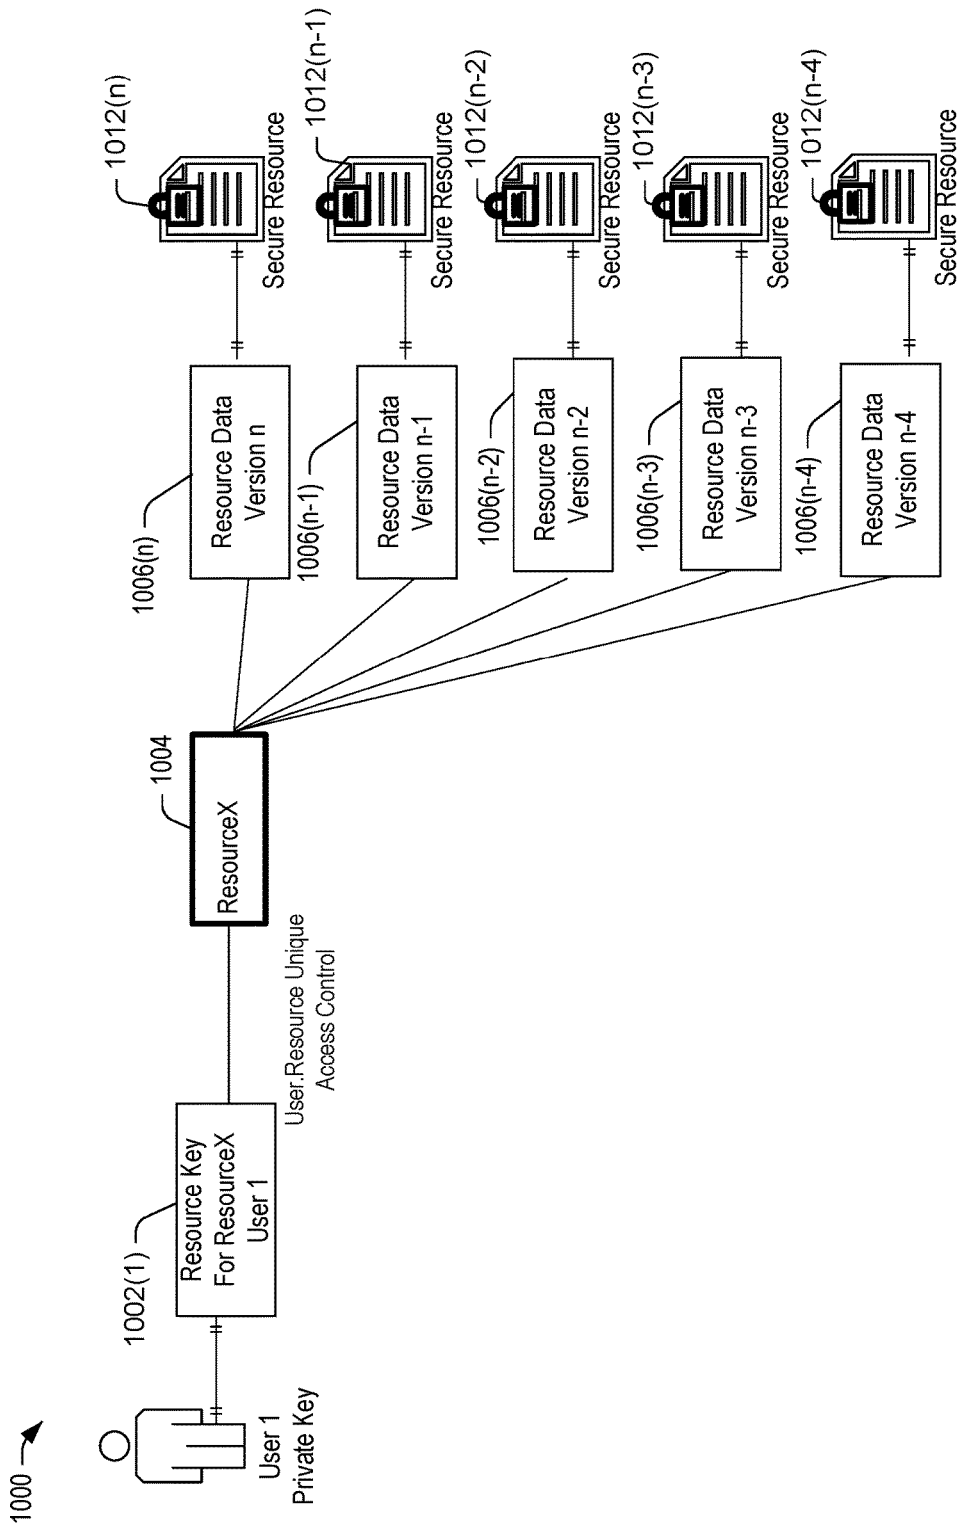 1000
User 1
Private Key
1002(1)
Resource Key
For ResourceX
User 1
User.Resource Unique
Access Control
1004
ResourceX
1006(n)
Resource Data
Version n
1012(n)
Secure Resource
1006(n-1)
Resource Data
Version n-1
1012(n-1)
Secure Resource
1006(n-2)
Resource Data
Version n-2
1012(n-2)
Secure Resource
1006(n-3)
Resource Data
Version n-3
1012(n-3)
Secure Resource
1006(n-4)
Resource Data
Version n-4
1012(n-4)
Secure Resource